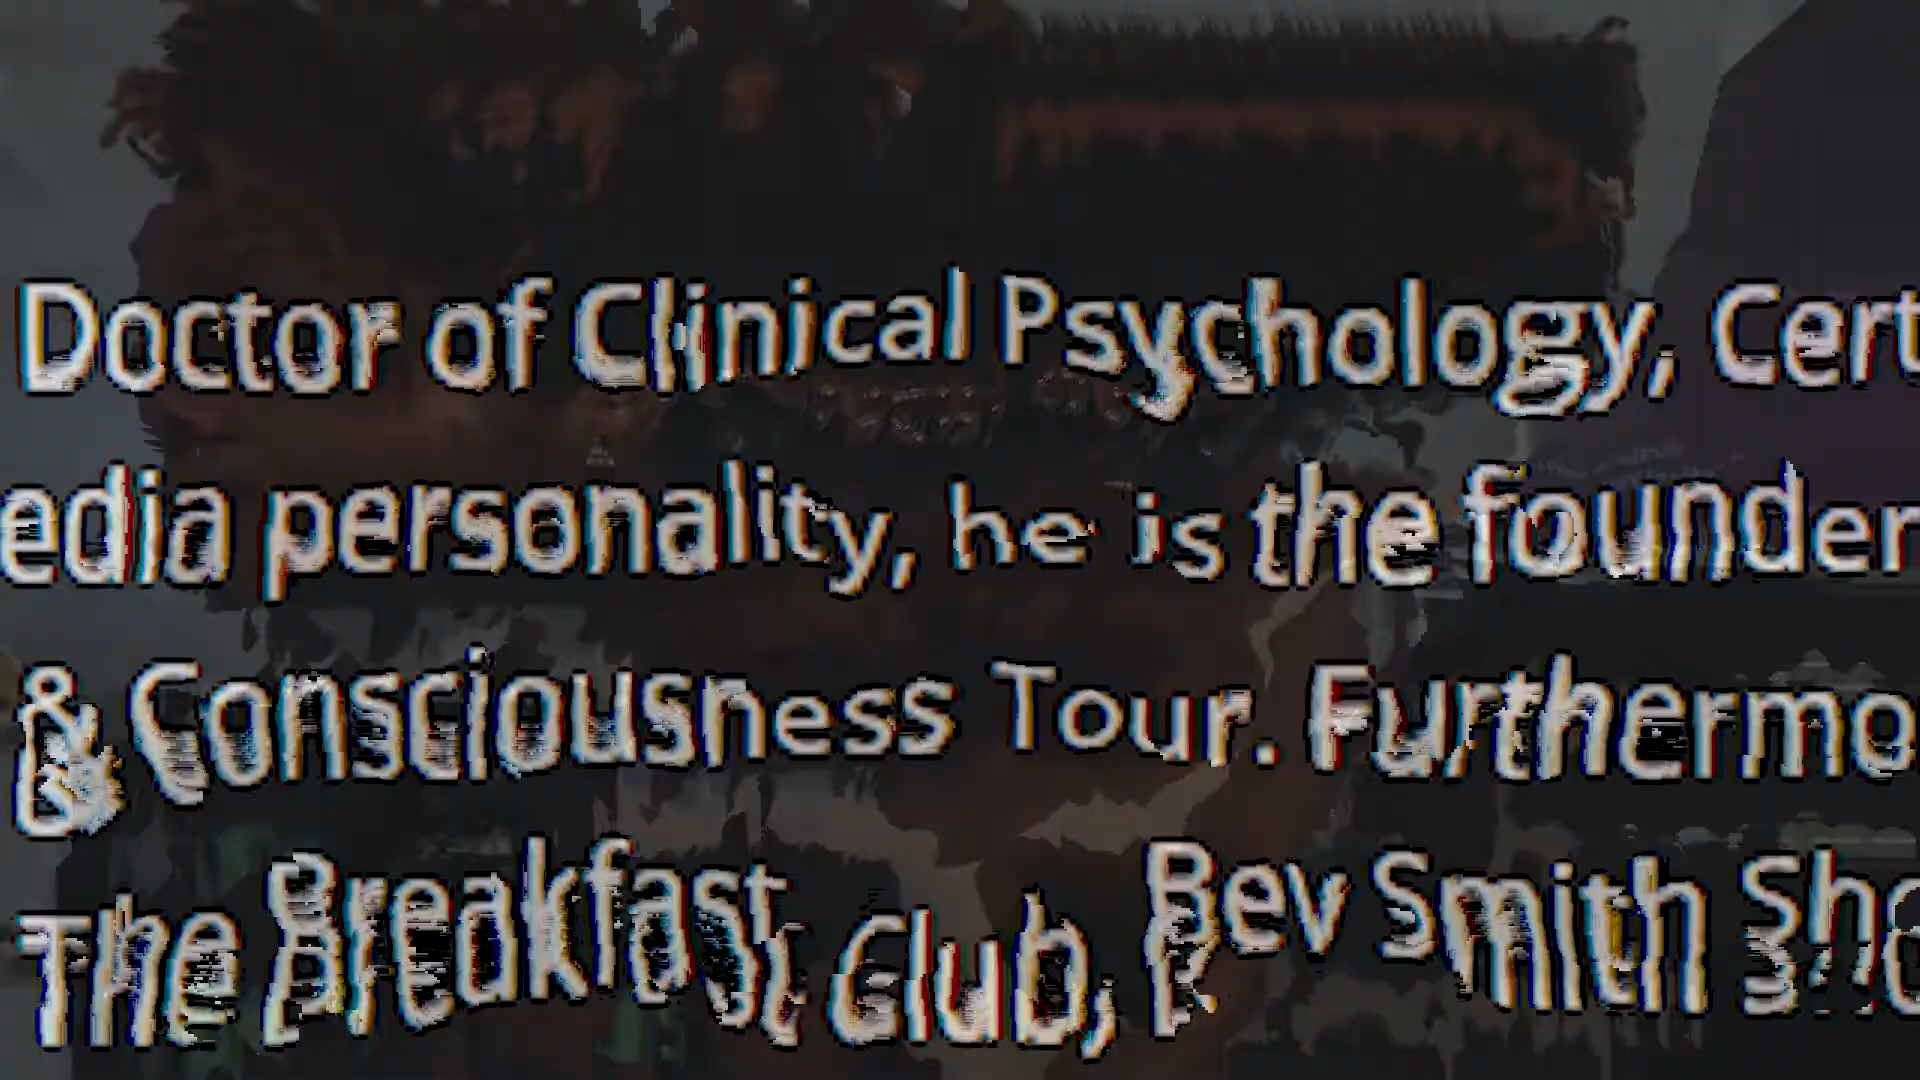 Doctor of Clinical Psychology, Cert
edia personality, he is the founder
& Consciousness Tour. Furthermo
The Breakfast Club, Bev Smith Sho